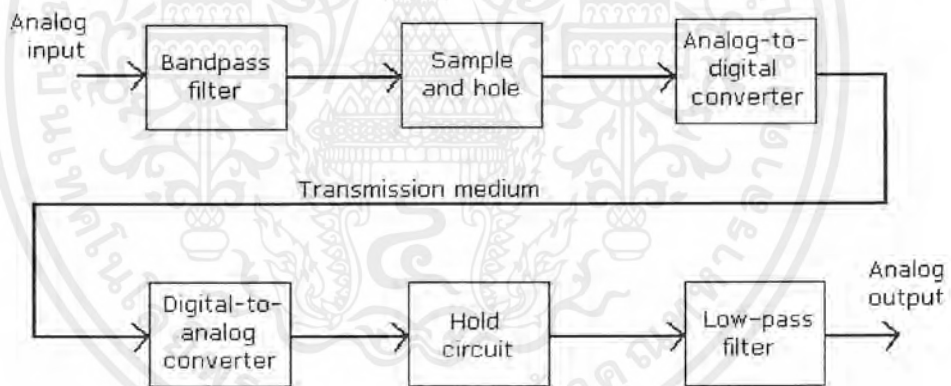 Analog
input
Bandpass
filter
Sample
and hole
Analog-to-
digital
converter
Transmission medium
Digital-to-
analog
converter
Hold
circuit
Low-pass
filter
Analog
output